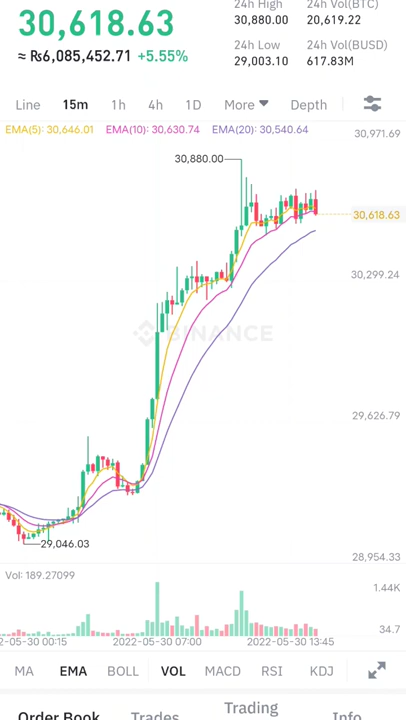 30,618.63
≈ ₨6,085,452.71 +5.55%
24h High
30,880.00
24h Low
29,003.10
24h Vol(BTC)
20,619.22
24h Vol(BUSD)
617.83M
Line 15m 1h 4h 1D More Depth
EMA(5): 30,646.01 EMA(10): 30,630.74 EMA(20): 30,540.64
30,971.69
30,880.00
30,618.63
30,299.24
BINANCE
29,626.79
29,046.03
28,954.33
Vol: 189.27099
1.44K
34.7
2-05-30 00:15 2022-05-30 07:00 2022-05-30 13:45
MA EMA BOLL VOL MACD RSI KDJ
Order Book Trades Trading Info